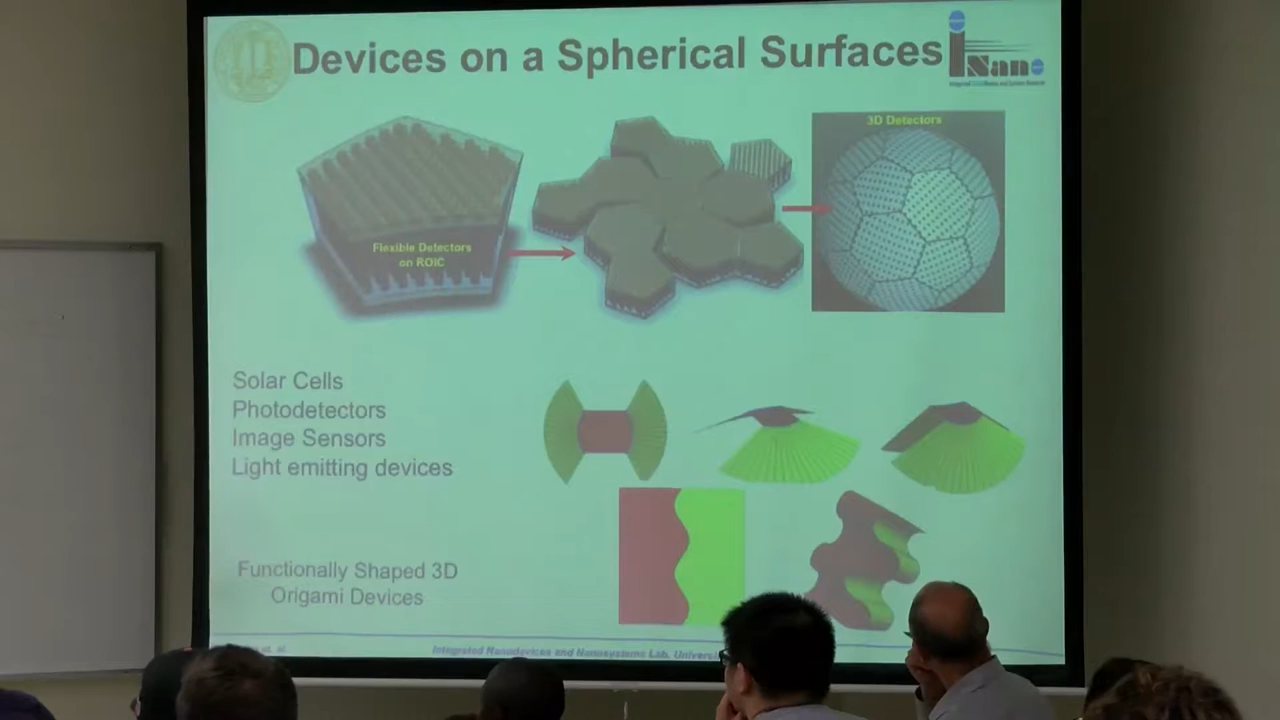 Devices on a Spherical Surfaces
iNano
3D Detectors
Flexible Detectors
on ROIC
Solar Cells
Photodetectors
Image Sensors
Light emitting devices
Functionally Shaped 3D
Origami Devices
Integrated Nanodevices and Nanosystems Lab,